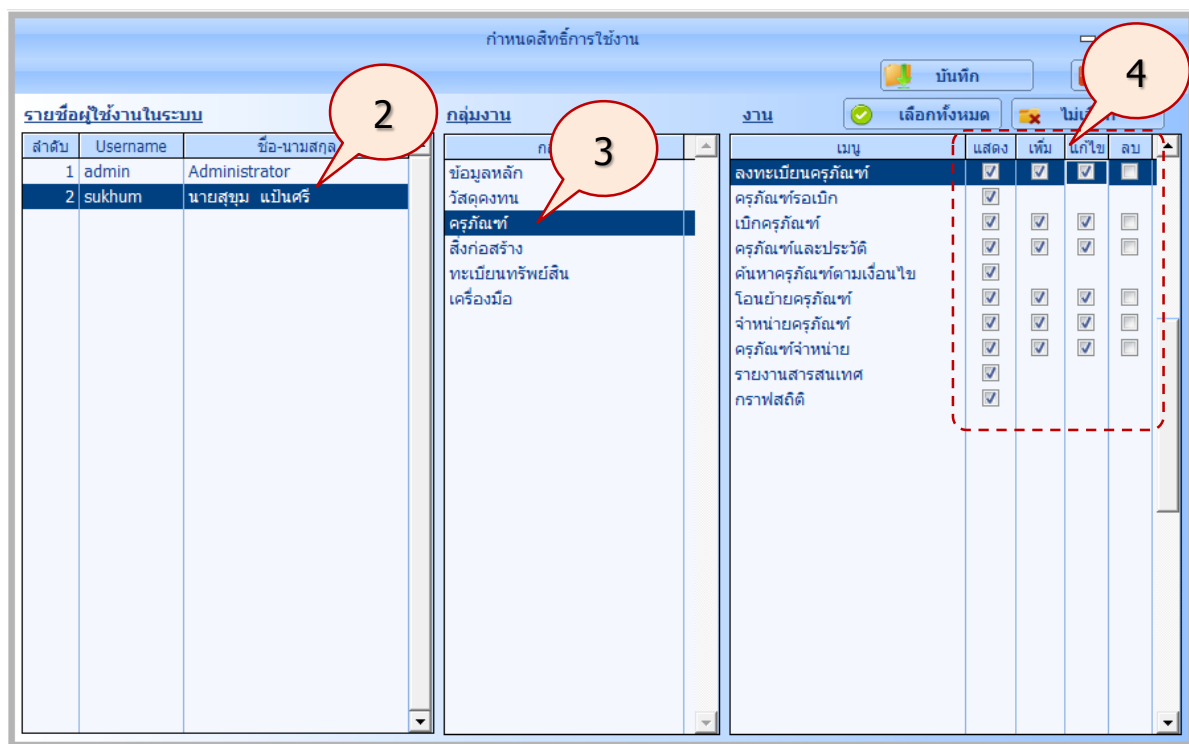 กำหนดสิทธิ์การใช้งาน
บันทึก
4
รายชื่อผู้ใช้งานในระบบ
2
กลุ่มงาน
งาน
เลือกทั้งหมด
ลำดับ Username ชื่อ-นามสกุล
3
เมนู แสดง เพิ่ม แก้ไข ลบ
1 admin Administrator
2 sukhum นายสุขุม แป้นศรี
ข้อมูลหลัก
วัสดุคงทน
ครุภัณฑ์
สิ่งก่อสร้าง
ทะเบียนทรัพย์สิน
เครื่องมือ
ลงทะเบียนครุภัณฑ์
ครุภัณฑ์รอเบิก
เบิกครุภัณฑ์
ครุภัณฑ์และประวัติ
ค้นหาครุภัณฑ์ตามเงื่อนไข
โอนย้ายครุภัณฑ์
จำหน่ายครุภัณฑ์
ครุภัณฑ์จำหน่าย
รายงานสารสนเทศ
กราฟสถิติ